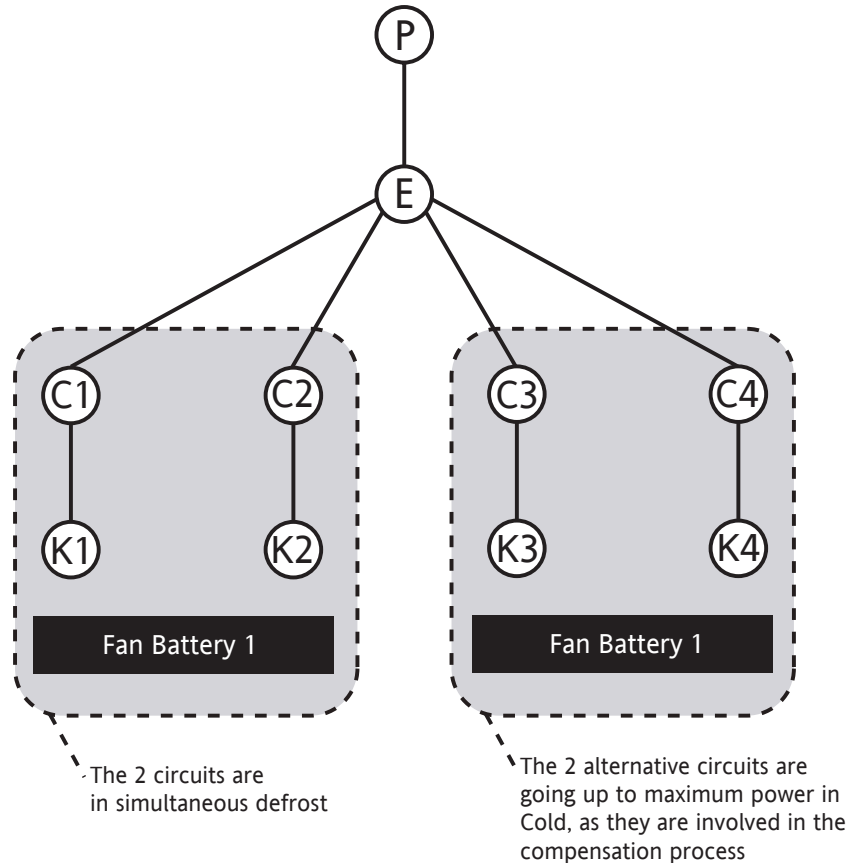 P
E
C1
C2
C3
C4
K1
K2
K3
K4
Fan Battery 1
Fan Battery 1
The 2 circuits are
in simultaneous defrost
The 2 alternative circuits are
going up to maximum power in
Cold, as they are involved in the
compensation process